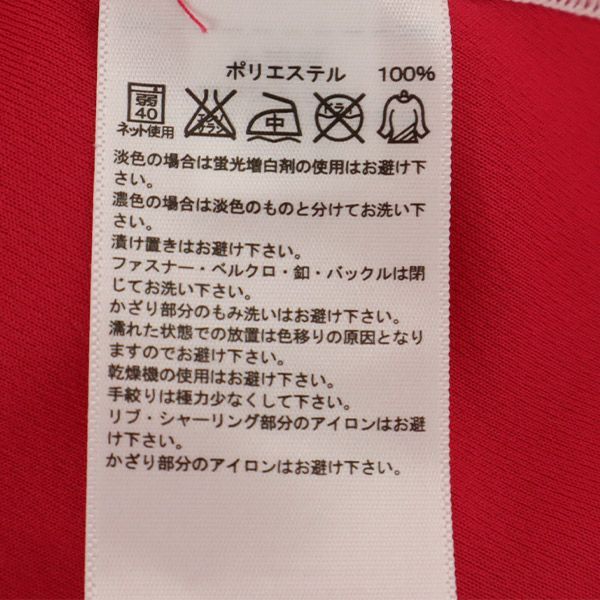 ポリエステル 100%
弱
40
エンソ
サラシ
中
ドライ
ネット使用
淡色の場合は蛍光増白剤の使用はお避け下
さい。
濃色の場合は淡色のものと分けてお洗い下
さい。
漬け置きはお避け下さい。
ファスナー・ベルクロ・釦・バックルは閉
じてお洗い下さい。
かざり部分のもみ洗いはお避け下さい。
濡れた状態での放置は色移りの原因となり
ますのでお避け下さい。
乾燥機の使用はお避け下さい。
手絞りは極力少なくして下さい。
リブ・シャーリング部分のアイロンはお避
け下さい。
かざり部分のアイロンはお避け下さい。